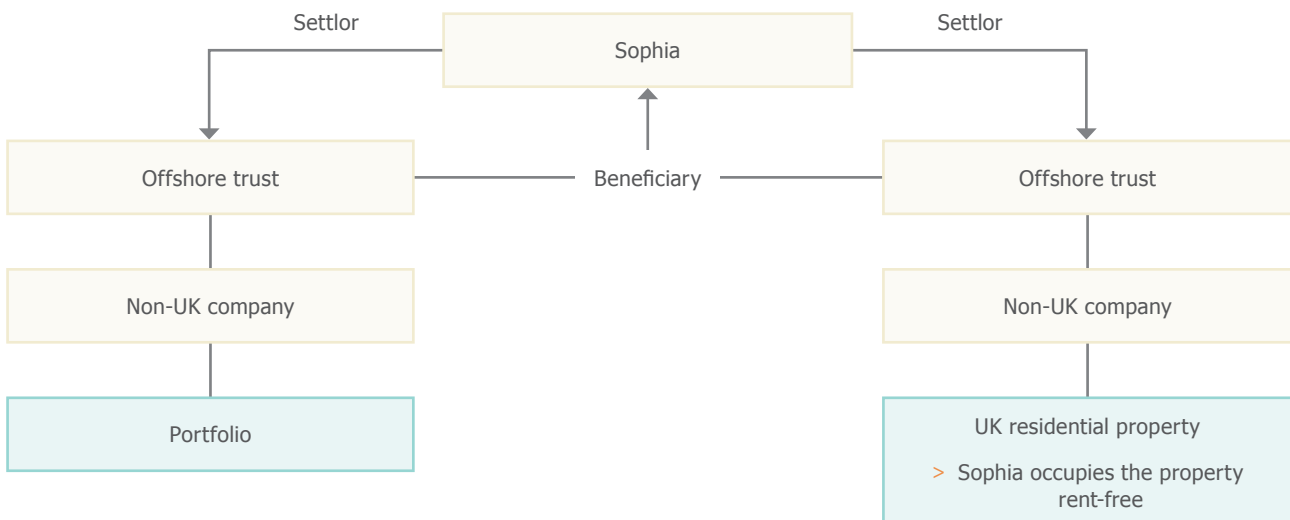 Settlor
Sophia
Settlor
Offshore trust
Beneficiary
Offshore trust
Non-UK company
Non-UK company
Portfolio
UK residential property
> Sophia occupies the property
rent-free